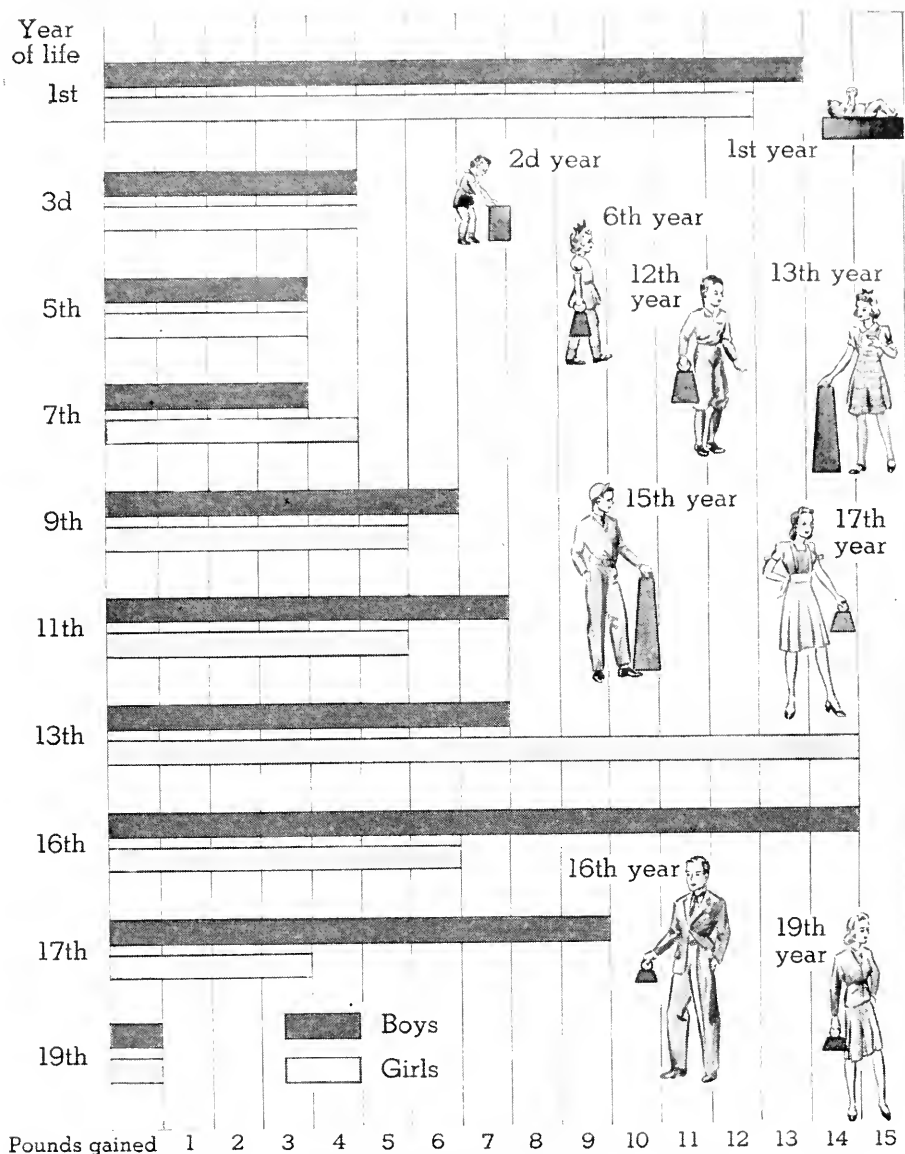 Year
of life
1st
1st year
2d year
3d
6th year
12th
year
13th year
5th
7th
15th year
17th
year
9th
11th
13th
16th
16th year
19th
year
17th
Boys
Girls
19th
Pounds gained 1 2 3 4 5 6 7 8 9 10 11 12 13 14 15